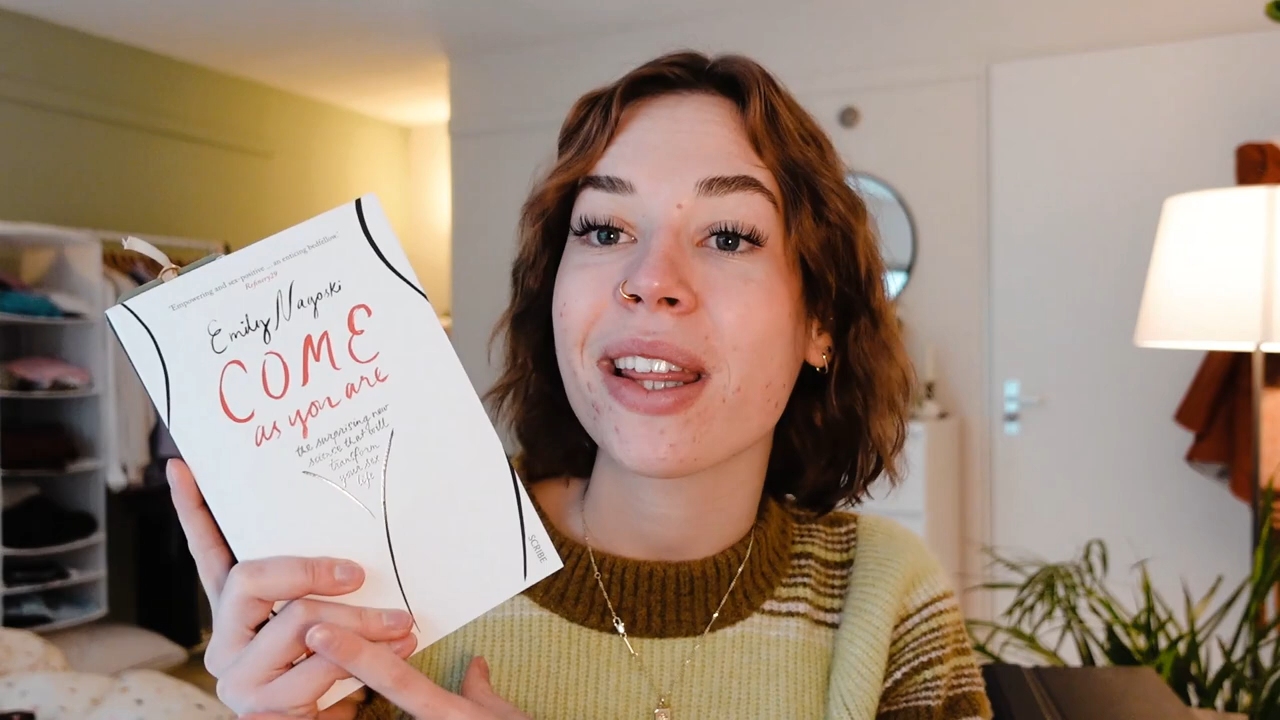 'Empowering and sex-positive ... an enticing bedfellow.'
Refinery29
Emily Nagoski
COME
as you are
the surprising new
science that will
transform
your sex
life
SCRIBE